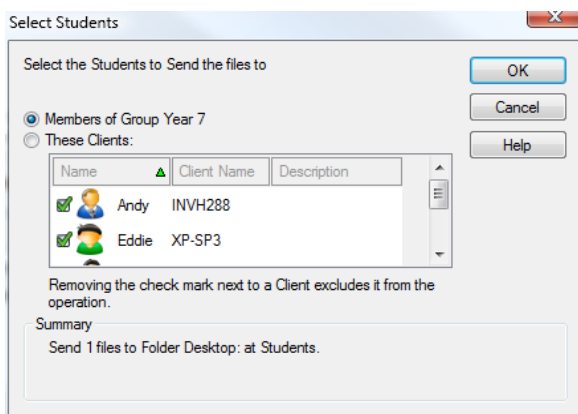 Select Students
Select the Students to Send the files to
OK
Members of Group Year 7
Cancel
These Clients:
Help
Name Client Name Description
Andy INVH288
Eddie XP-SP3
Removing the check mark next to a Client excludes it from the
operation.
Summary
Send 1 files to Folder Desktop: at Students.